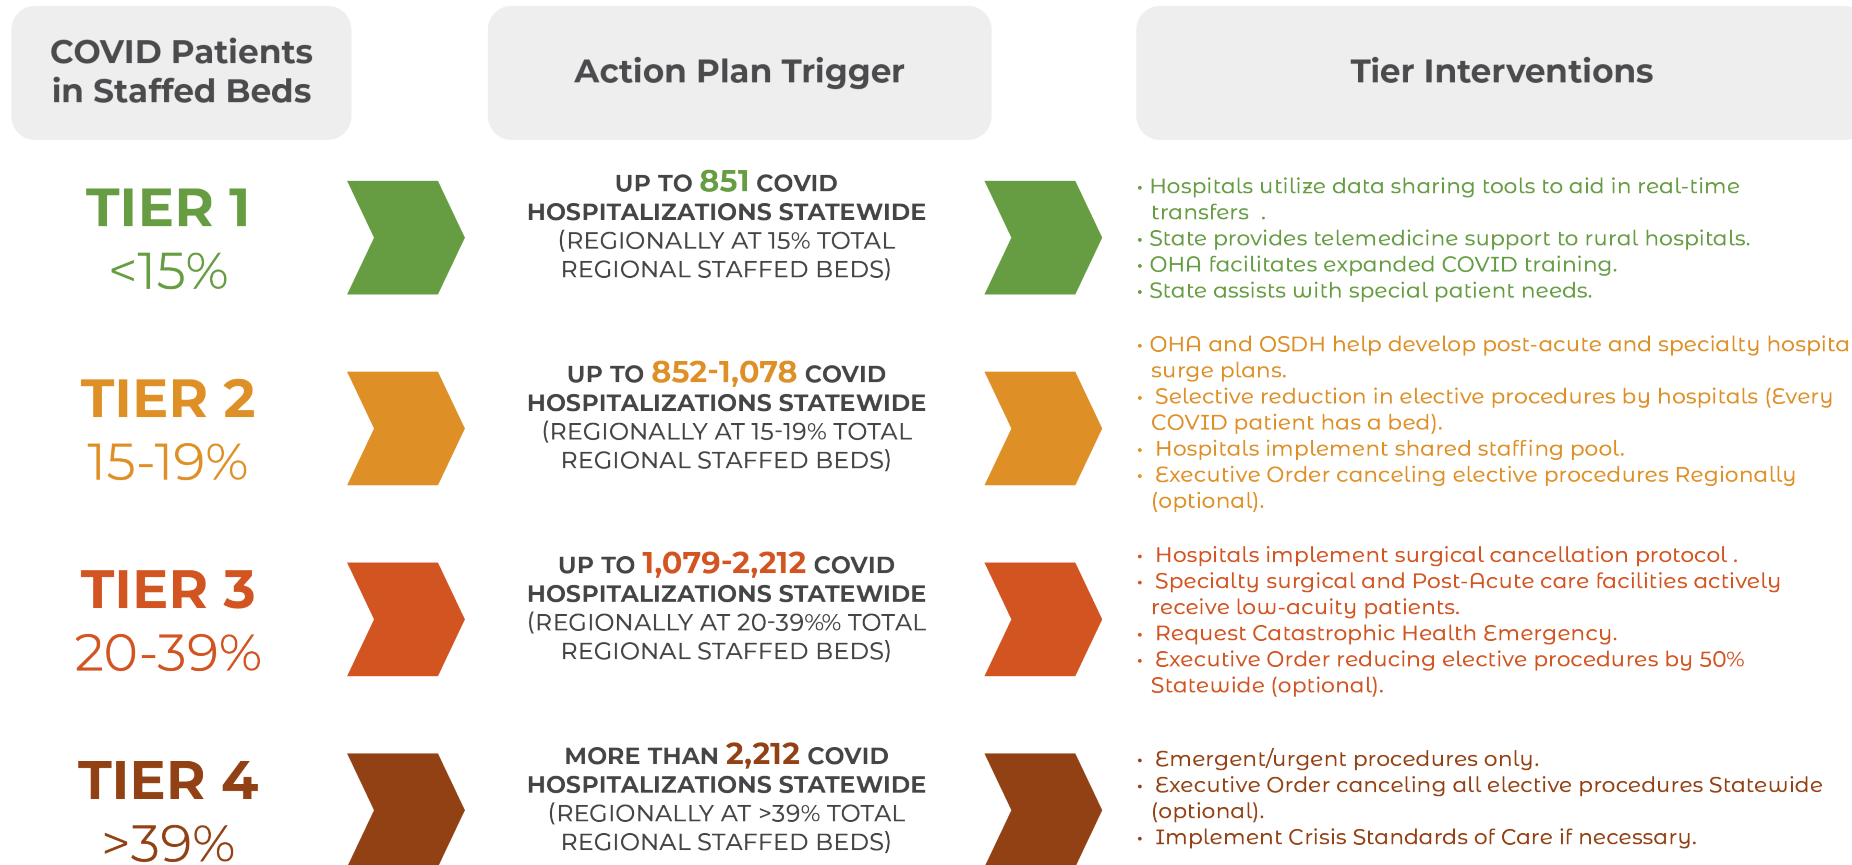 COVID Patients
in Staffed Beds
Action Plan Trigger
Tier Interventions
TIER 1
<15%
UP TO 851 COVID
HOSPITALIZATIONS STATEWIDE
(REGIONALLY AT 15% TOTAL
REGIONAL STAFFED BEDS)
• Hospitals utilize data sharing tools to aid in real-time
transfers .
• State provides telemedicine support to rural hospitals.
• OHA facilitates expanded COVID training.
• State assists with special patient needs.
TIER 2
15-19%
UP TO 852-1,078 COVID
HOSPITALIZATIONS STATEWIDE
(REGIONALLY AT 15-19% TOTAL
REGIONAL STAFFED BEDS)
• OHA and OSDH help develop post-acute and specialty hospita
surge plans.
• Selective reduction in elective procedures by hospitals (Every
COVID patient has a bed).
• Hospitals implement shared staffing pool.
• Executive Order canceling elective procedures Regionally
(optional).
TIER 3
20-39%
UP TO 1,079-2,212 COVID
HOSPITALIZATIONS STATEWIDE
(REGIONALLY AT 20-39%% TOTAL
REGIONAL STAFFED BEDS)
• Hospitals implement surgical cancellation protocol .
• Specialty surgical and Post-Acute care facilities actively
receive low-acuity patients.
• Request Catastrophic Health Emergency.
• Executive Order reducing elective procedures by 50%
Statewide (optional).
TIER 4
>39%
MORE THAN 2,212 COVID
HOSPITALIZATIONS STATEWIDE
(REGIONALLY AT >39% TOTAL
REGIONAL STAFFED BEDS)
• Emergent/urgent procedures only.
• Executive Order canceling all elective procedures Statewide
(optional).
• Implement Crisis Standards of Care if necessary.